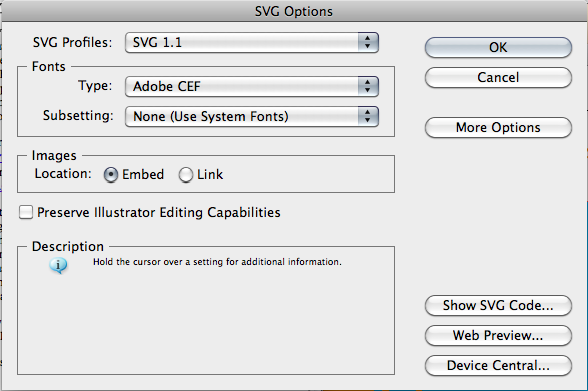 SVG Options
SVG Profiles: SVG 1.1
OK
Fonts
Type: Adobe CEF
Cancel
Subsetting: None (Use System Fonts)
More Options
Images
Location: Embed Link
Preserve Illustrator Editing Capabilities
Description
Hold the cursor over a setting for additional information.
Show SVG Code...
Web Preview...
Device Central...